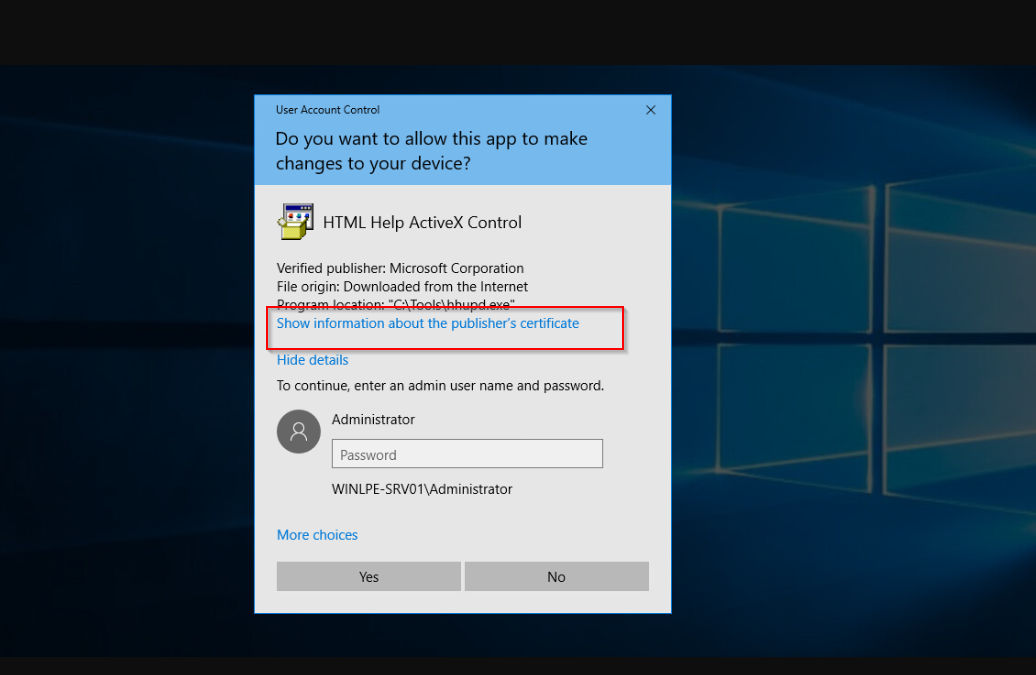 User Account Control
Do you want to allow this app to make
changes to your device?
HTML Help ActiveX Control
Verified publisher: Microsoft Corporation
File origin: Downloaded from the Internet
Program location: "C:\Tools\hhupd.exe"
Show information about the publisher's certificate
Hide details
To continue, enter an admin user name and password.
Administrator
Password
WINLPE-SRV01\Administrator
More choices
Yes
No